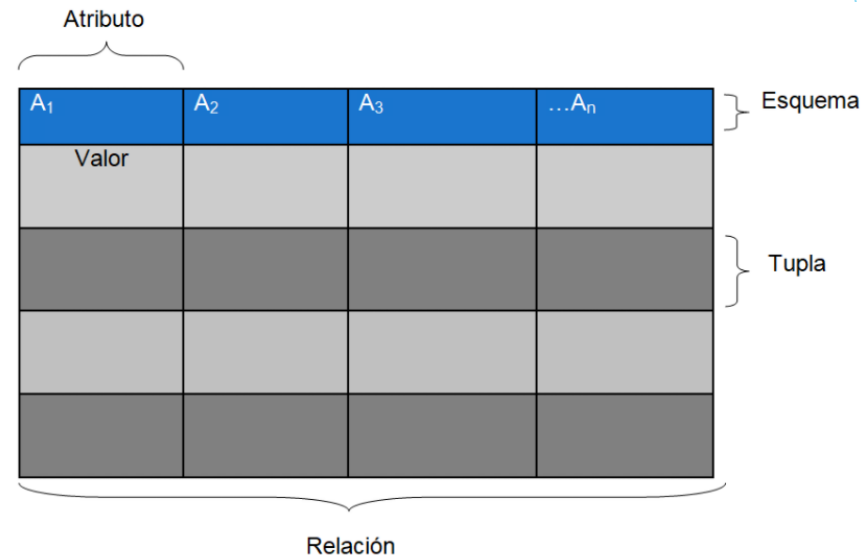 Atributo
A₁ A₂ A₃ …Aₙ Esquema
Valor
Tupla
Relación